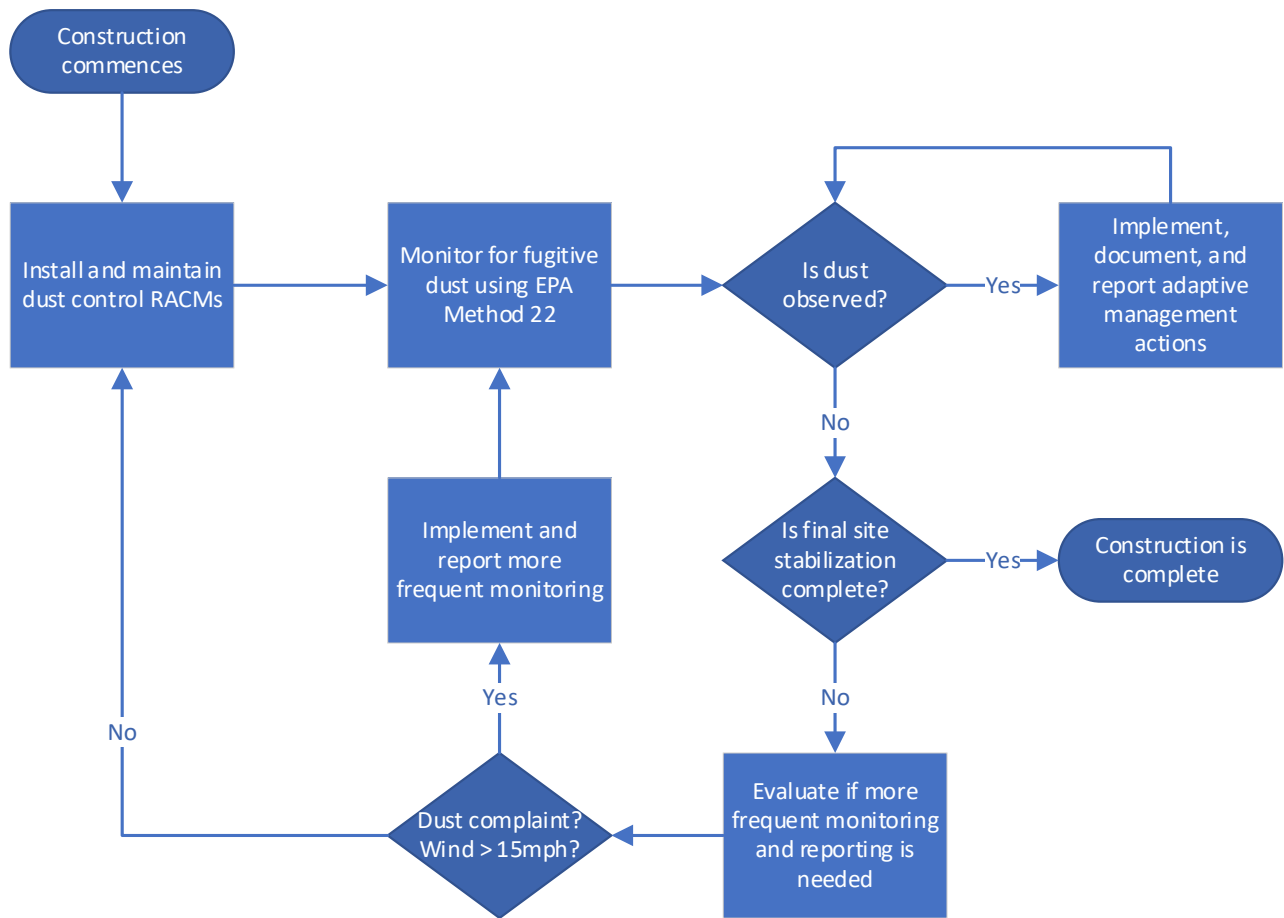 Construction
commences
Install and maintain
dust control RACMs
Monitor for fugitive
dust using EPA
Method 22
Is dust
observed?
Yes
Implement,
document, and
report adaptive
management
actions
No
Is final site
stabilization
complete?
Yes
Construction is
complete
No
Evaluate if more
frequent monitoring
and reporting is
needed
Dust complaint?
Wind > 15mph?
Yes
Implement and
report more
frequent monitoring
No